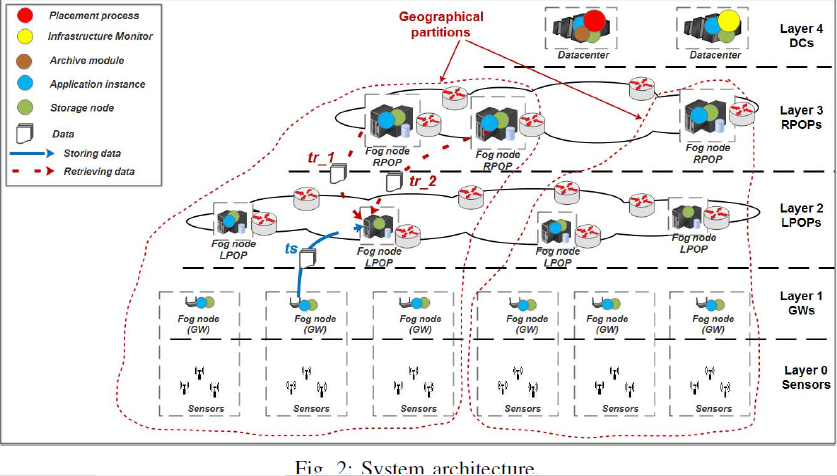 Placement process
Infrastructure Monitor
Archive module
Application instance
Storage node
Data
Storing data
Retrieving data
Geographical
partitions
Datacenter
Datacenter
Layer 4
DCs
Fog node
RPOP
Fog node
RPOP
Fog node
RPOP
Layer 3
RPOPs
tr_1
tr_2
Fog node
LPOP
Fog node
LPOP
Fog node
LPOP
Fog node
LPOP
Layer 2
LPOPs
ts
Fog node
(GW)
Fog node
(GW)
Fog node
(GW)
Fog node
(GW)
Fog node
(GW)
Fog node
(GW)
Layer 1
GWs
Sensors
Sensors
Sensors
Sensors
Sensors
Sensors
Layer 0
Sensors
Fig. 2: System architecture.